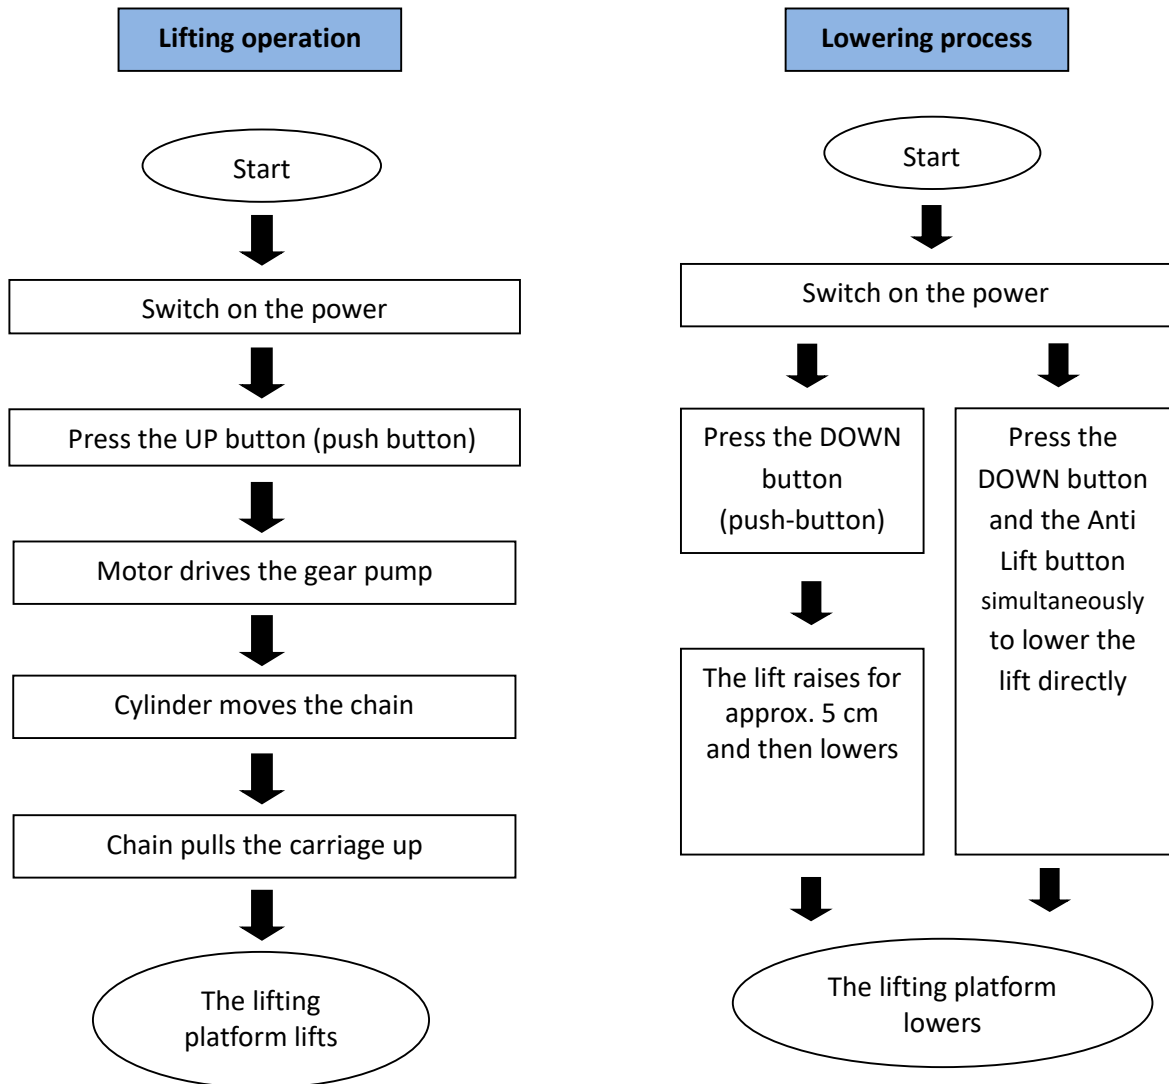 Lifting operation
Start
Switch on the power
Press the UP button (push button)
Motor drives the gear pump
Cylinder moves the chain
Chain pulls the carriage up
The lifting
platform lifts
Lowering process
Start
Switch on the power
Press the DOWN
button
(push-button)
The lift raises for
approx. 5 cm
and then lowers
Press the
DOWN button
and the Anti
Lift button
simultaneously
to lower the
lift directly
The lifting platform
lowers